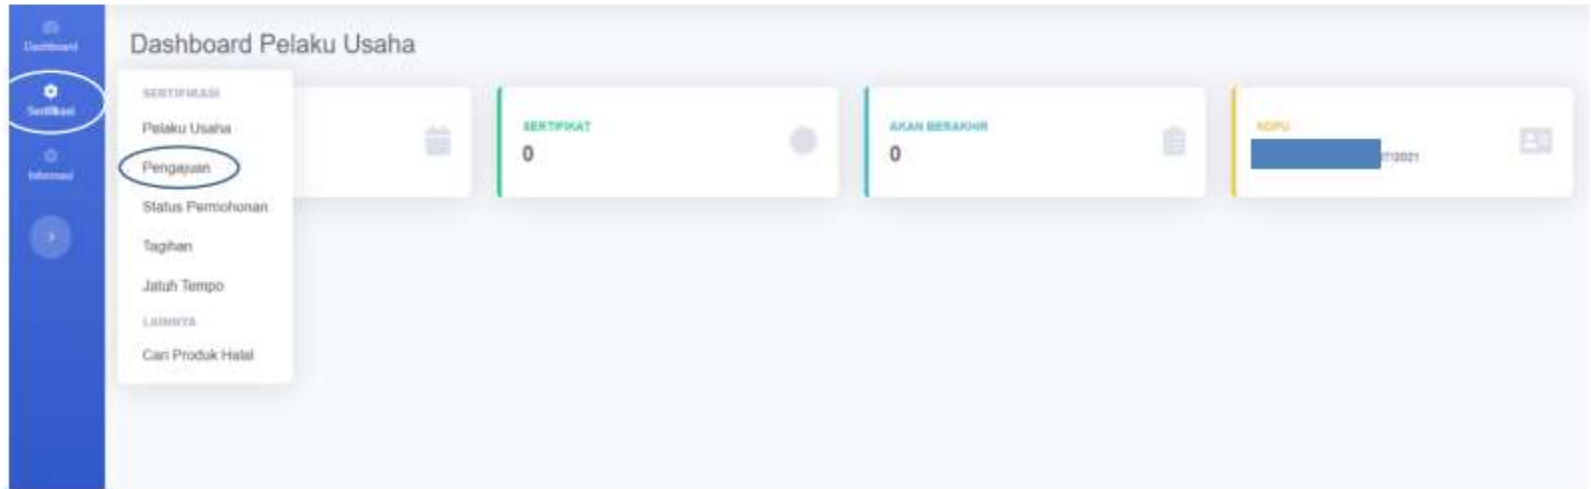 Dashboard
Dashboard Pelaku Usaha
Sertifikasi
Informasi
SERTIFIKASI
Pelaku Usaha
Pengajuan
Status Permohonan
Tagihan
Jatuh Tempo
LAINNYA
Cari Produk Halal
SERTIFIKAT
0
AKAN BERAKHIR
0
/2021